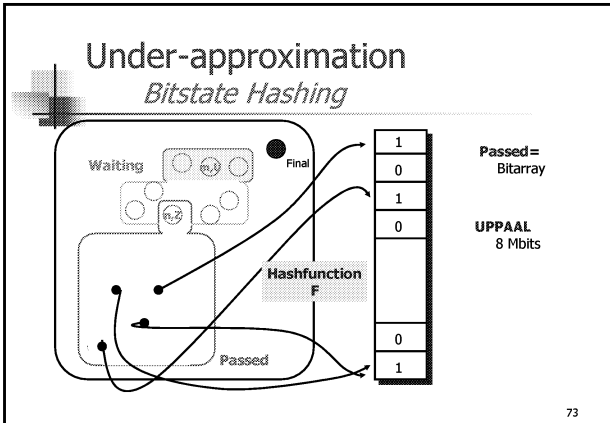 Under-approximation
Bitstate Hashing
Waiting
m,U
Final
n,Z
Hashfunction
F
Passed
1
0
1
0
0
1
Passed=
Bitarray
UPPAAL
8 Mbits
73